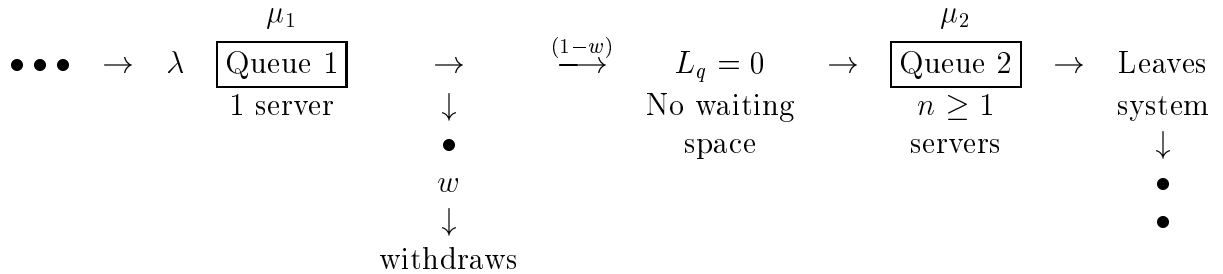 μ₁ μ₂
• • • → λ Queue 1 → (1−w)⟶ L_q = 0 → Queue 2 → Leaves
1 server ↓ No waiting n ≥ 1 system
• space servers ↓
w •
↓ •
withdraws